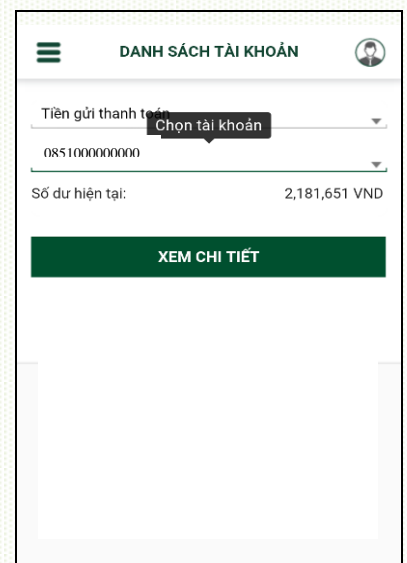 DANH SÁCH TÀI KHOẢN
Tiền gửi thanh toán
Chọn tài khoản
0851000000000
Số dư hiện tại: 2,181,651 VND
XEM CHI TIẾT